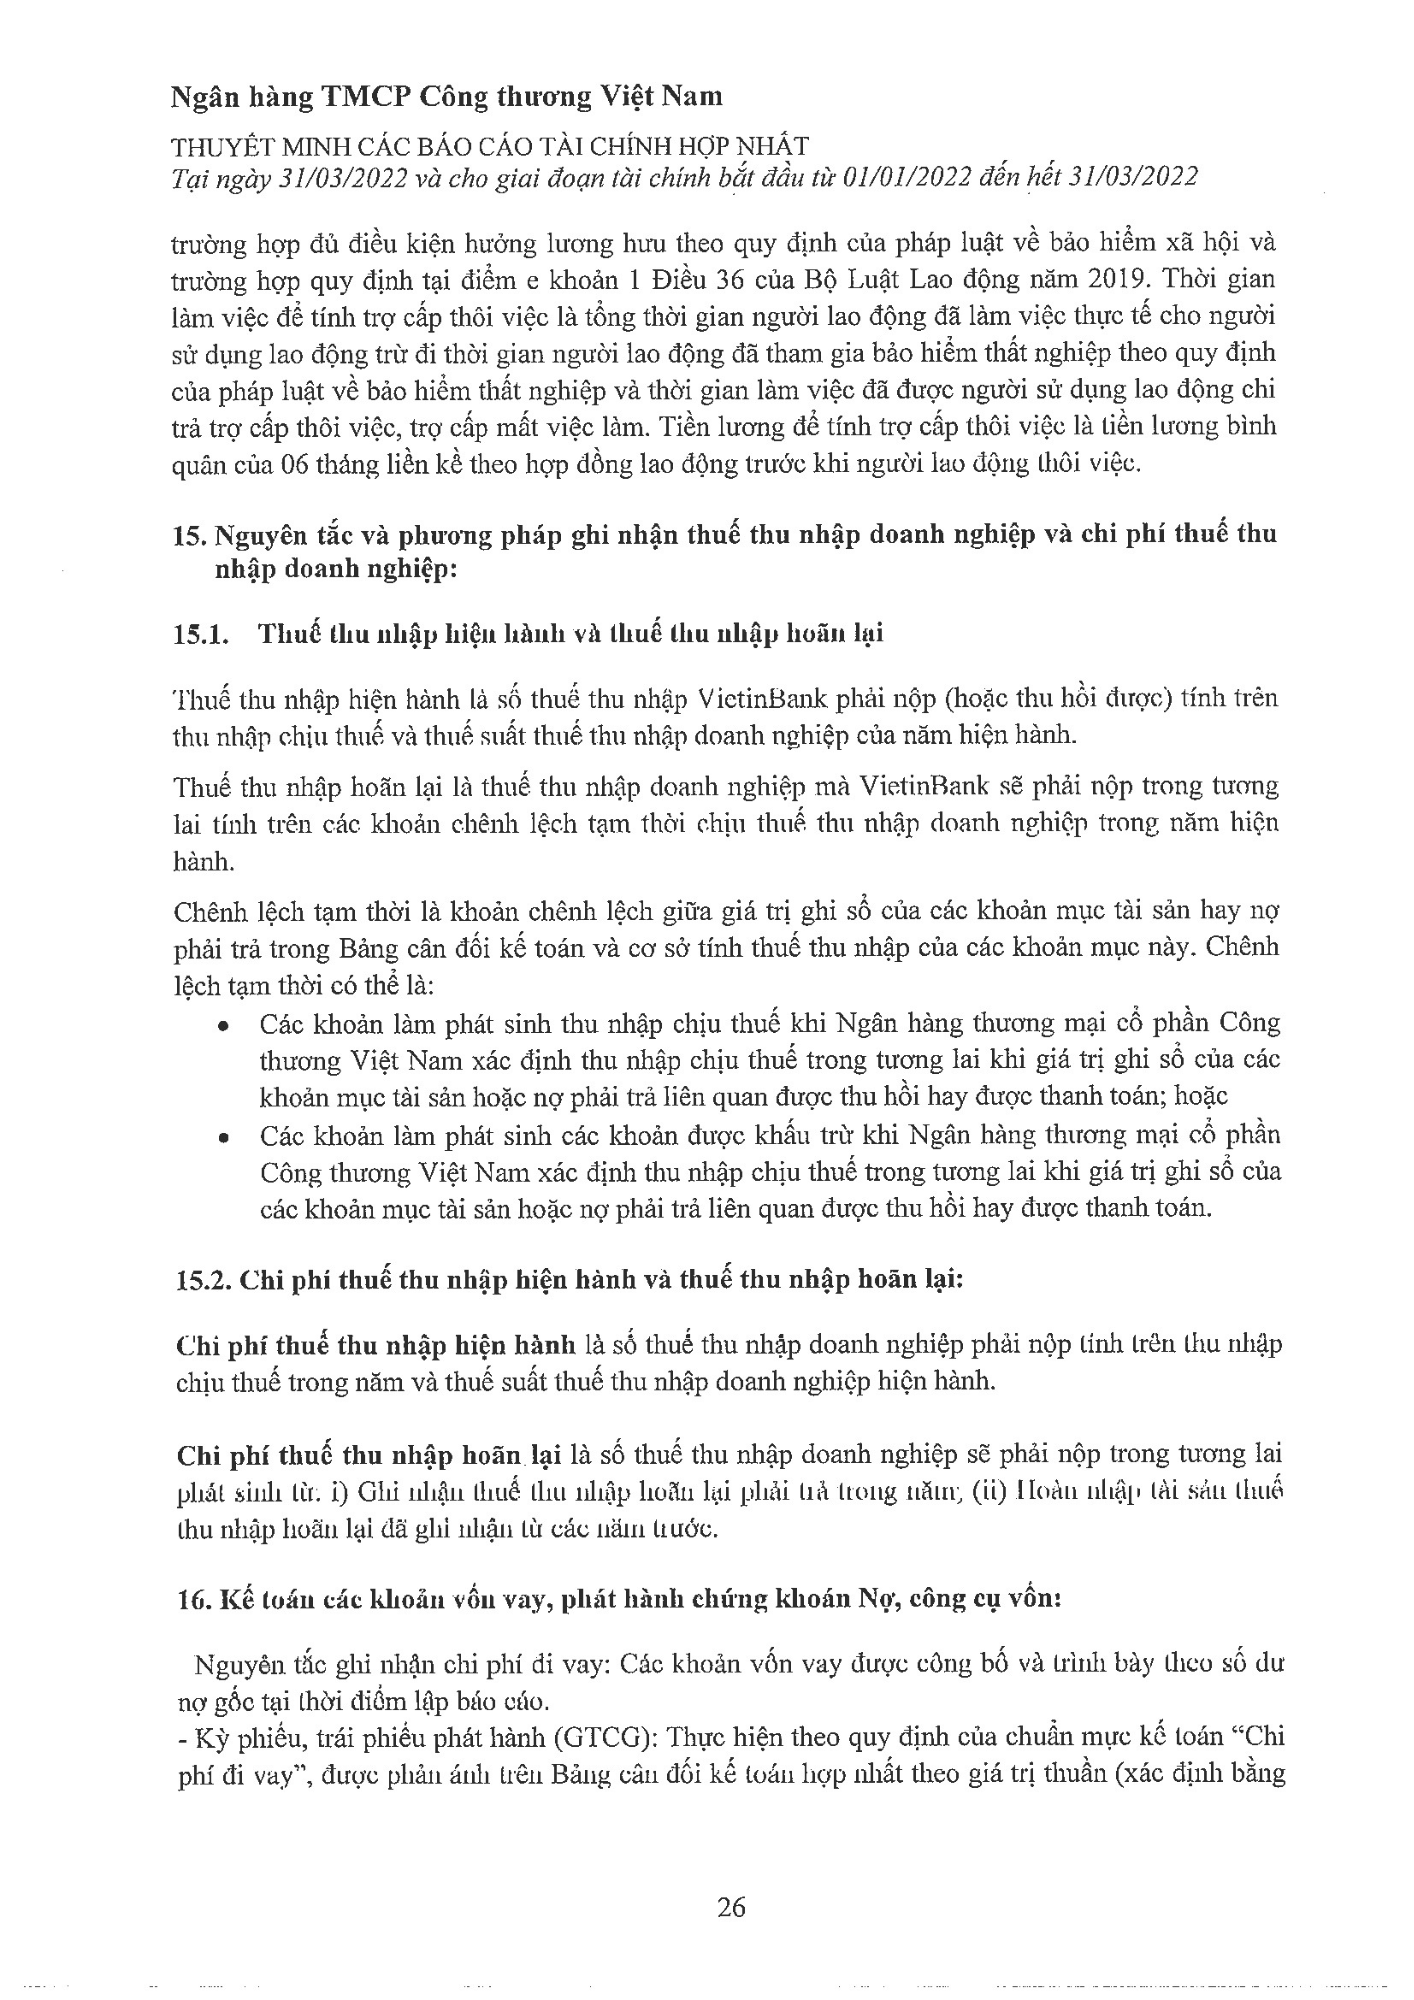 Ngân hàng TMCP Công thương Việt Nam
THUYẾT MINH CÁC BÁO CÁO TÀI CHÍNH HỢP NHẤT
Tại ngày 31/03/2022 và cho giai đoạn tài chính bắt đầu từ 01/01/2022 đến hết 31/03/2022
trường hợp đủ điều kiện hưởng lương hưu theo quy định của pháp luật về bảo hiểm xã hội và
trường hợp quy định tại điểm e khoản 1 Điều 36 của Bộ Luật Lao động năm 2019. Thời gian
làm việc để tính trợ cấp thôi việc là tổng thời gian người lao động đã làm việc thực tế cho người
sử dụng lao động trừ đi thời gian người lao động đã tham gia bảo hiểm thất nghiệp theo quy định
của pháp luật về bảo hiểm thất nghiệp và thời gian làm việc đã được người sử dụng lao động chi
trả trợ cấp thôi việc, trợ cấp mất việc làm. Tiền lương để tính trợ cấp thôi việc là tiền lương bình
quân của 06 tháng liền kề theo hợp đồng lao động trước khi người lao động thôi việc.
15. Nguyên tắc và phương pháp ghi nhận thuế thu nhập doanh nghiệp và chi phí thuế thu
nhập doanh nghiệp:
15.1. Thuế thu nhập hiện hành và thuế thu nhập hoãn lại
Thuế thu nhập hiện hành là số thuế thu nhập VietinBank phải nộp (hoặc thu hồi được) tính trên
thu nhập chịu thuế và thuế suất thuế thu nhập doanh nghiệp của năm hiện hành.
Thuế thu nhập hoãn lại là thuế thu nhập doanh nghiệp mà VietinBank sẽ phải nộp trong tương
lai tính trên các khoản chênh lệch tạm thời chịu thuế thu nhập doanh nghiệp trong năm hiện
hành.
Chênh lệch tạm thời là khoản chênh lệch giữa giá trị ghi sổ của các khoản mục tài sản hay nợ
phải trả trong Bảng cân đối kế toán và cơ sở tính thuế thu nhập của các khoản mục này. Chênh
lệch tạm thời có thể là:
• Các khoản làm phát sinh thu nhập chịu thuế khi Ngân hàng thương mại cổ phần Công
thương Việt Nam xác định thu nhập chịu thuế trong tương lai khi giá trị ghi sổ của các
khoản mục tài sản hoặc nợ phải trả liên quan được thu hồi hay được thanh toán; hoặc
• Các khoản làm phát sinh các khoản được khấu trừ khi Ngân hàng thương mại cổ phần
Công thương Việt Nam xác định thu nhập chịu thuế trong tương lai khi giá trị ghi sổ của
các khoản mục tài sản hoặc nợ phải trả liên quan được thu hồi hay được thanh toán.
15.2. Chi phí thuế thu nhập hiện hành và thuế thu nhập hoãn lại:
Chi phí thuế thu nhập hiện hành là số thuế thu nhập doanh nghiệp phải nộp tính trên thu nhập
chịu thuế trong năm và thuế suất thuế thu nhập doanh nghiệp hiện hành.
Chi phí thuế thu nhập hoãn lại là số thuế thu nhập doanh nghiệp sẽ phải nộp trong tương lai
phát sinh từ: i) Ghi nhận thuế thu nhập hoãn lại phải trả trong năm; (ii) Hoàn nhập tài sản thuế
thu nhập hoãn lại đã ghi nhận từ các năm trước.
16. Kế toán các khoản vốn vay, phát hành chứng khoán Nợ, công cụ vốn:
Nguyên tắc ghi nhận chi phí đi vay: Các khoản vốn vay được công bố và trình bày theo số dư
nợ gốc tại thời điểm lập báo cáo.
- Kỳ phiếu, trái phiếu phát hành (GTCG): Thực hiện theo quy định của chuẩn mực kế toán “Chi
phí đi vay”, được phản ánh trên Bảng cân đối kế toán hợp nhất theo giá trị thuần (xác định bằng
26